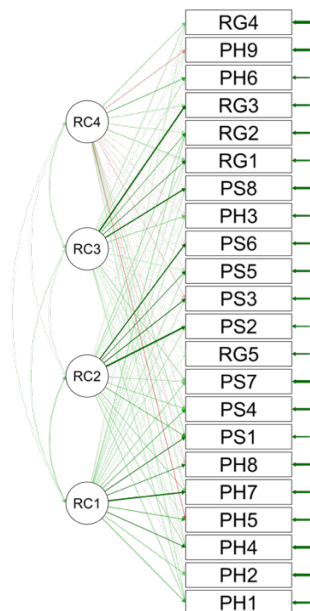 RG4
PH9
PH6
RG3
RG2
RG1
PS8
PH3
PS6
PS5
PS3
PS2
RG5
PS7
PS4
PS1
PH8
PH7
PH5
PH4
PH2
PH1
RC4
RC3
RC2
RC1